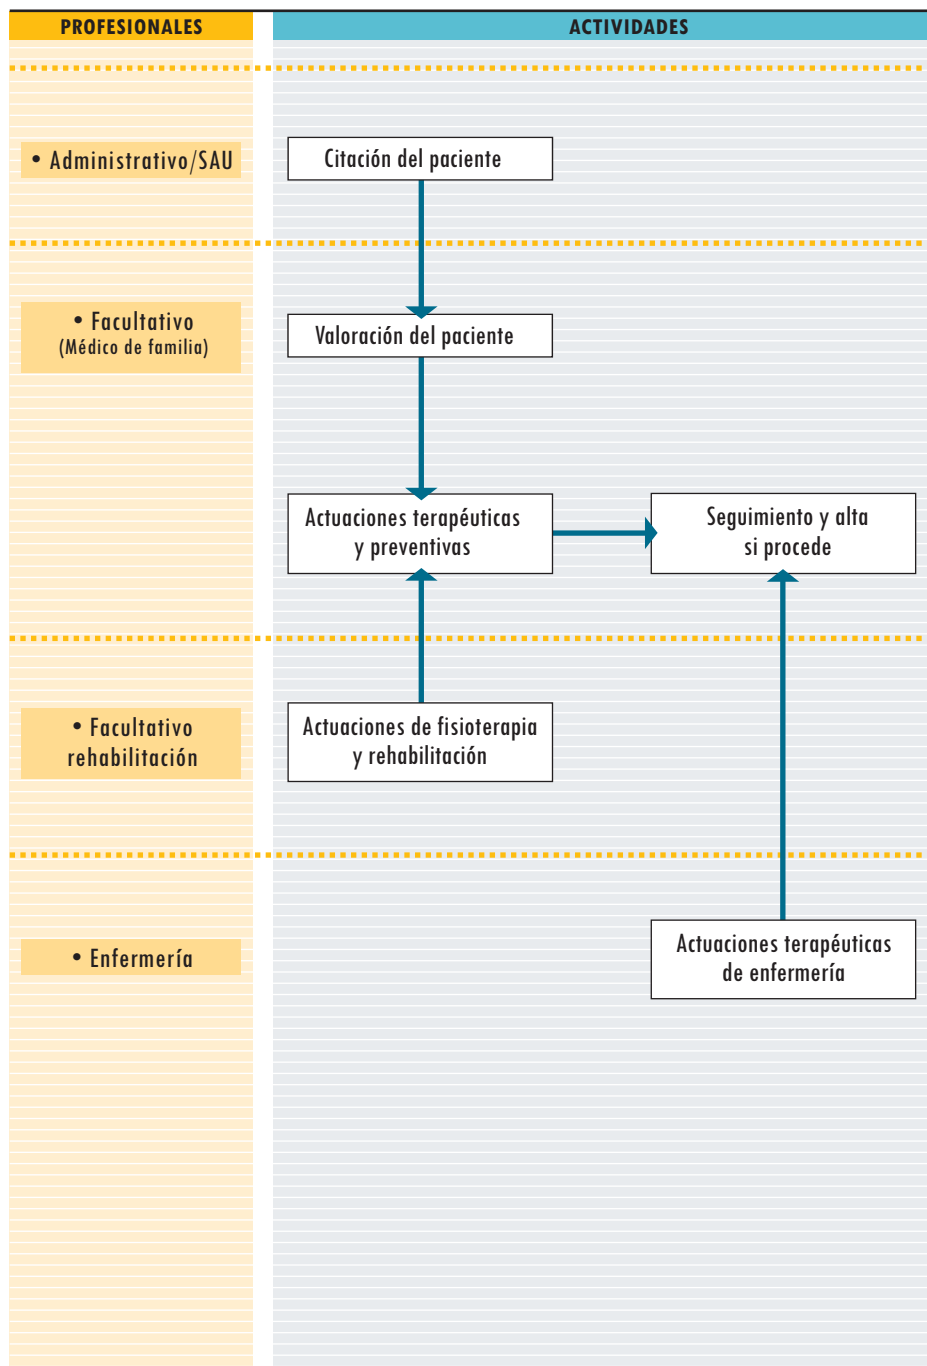 PROFESIONALES
ACTIVIDADES
• Administrativo/SAU
Citación del paciente
• Facultativo
(Médico de familia)
Valoración del paciente
Actuaciones terapéuticas
y preventivas
Seguimiento y alta
si procede
• Facultativo
rehabilitación
Actuaciones de fisioterapia
y rehabilitación
• Enfermería
Actuaciones terapéuticas
de enfermería